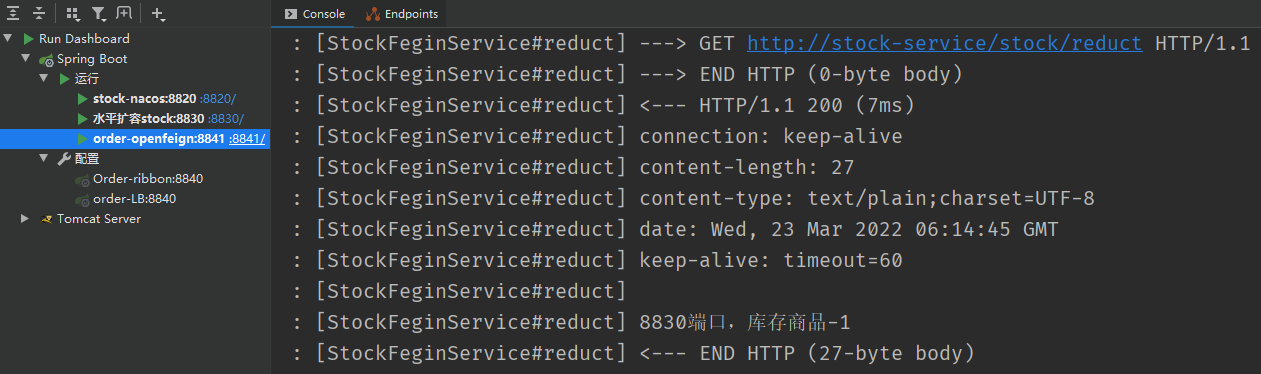 Run Dashboard
Spring Boot
运行
stock-nacos:8820 :8820/
水平扩容stock:8830 :8830/
order-openfeign:8841 :8841/
配置
Order-ribbon:8840
order-LB:8840
Tomcat Server
Console
Endpoints
: [StockFeginService#reduct] ---> GET http://stock-service/stock/reduct HTTP/1.1
: [StockFeginService#reduct] ---> END HTTP (0-byte body)
: [StockFeginService#reduct] <--- HTTP/1.1 200 (7ms)
: [StockFeginService#reduct] connection: keep-alive
: [StockFeginService#reduct] content-length: 27
: [StockFeginService#reduct] content-type: text/plain;charset=UTF-8
: [StockFeginService#reduct] date: Wed, 23 Mar 2022 06:14:45 GMT
: [StockFeginService#reduct] keep-alive: timeout=60
: [StockFeginService#reduct]
: [StockFeginService#reduct] 8830端口，库存商品-1
: [StockFeginService#reduct] <--- END HTTP (27-byte body)